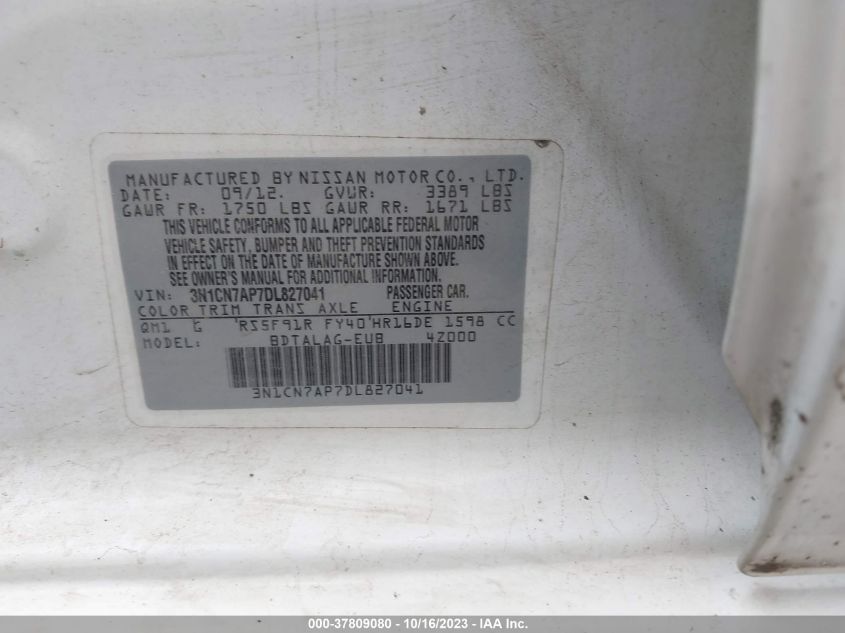 MANUFACTURED BY NISSAN MOTOR CO., LTD.
DATE: 09/12. GVWR: 3389 LBS
GAWR FR: 1750 LBS GAWR RR: 1671 LBS
THIS VEHICLE CONFORMS TO ALL APPLICABLE FEDERAL MOTOR
VEHICLE SAFETY, BUMPER AND THEFT PREVENTION STANDARDS
IN EFFECT ON THE DATE OF MANUFACTURE SHOWN ABOVE.
SEE OWNER'S MANUAL FOR ADDITIONAL INFORMATION.
VIN: 3N1CN7AP7DL827041 PASSENGER CAR.
COLOR TRIM TRANS AXLE ENGINE
QM1 G RS5F91R FY40 HR16DE 1598 CC
MODEL: BDTALAG-EUB 4Z000
3N1CN7AP7DL827041
000-37809080 - 10/16/2023 - IAA Inc.